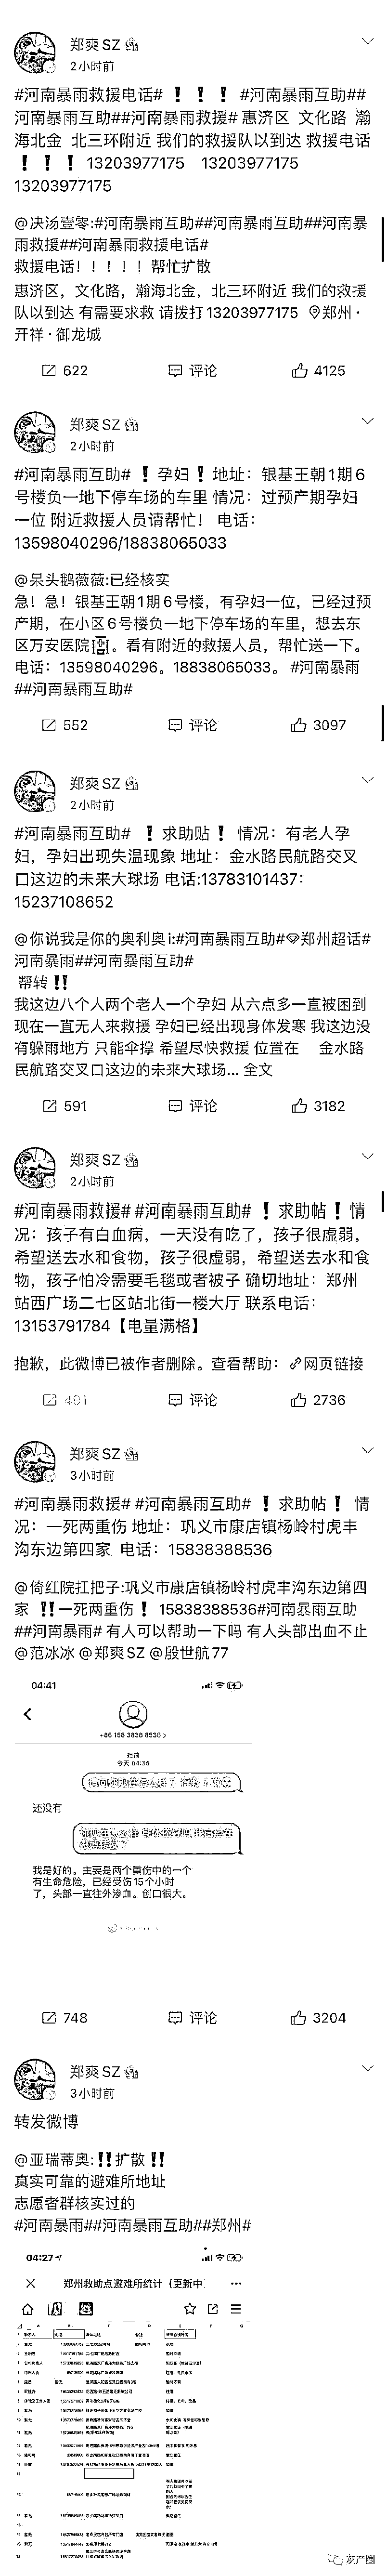 郑爽SZ
2小时前
#河南暴雨救援电话# ❗❗❗ #河南暴雨互助##
河南暴雨互助##河南暴雨救援# 惠济区 文化路 瀚
海北金 北三环附近 我们的救援队以到达 救援电话
❗❗❗ 13203977175 13203977175
13203977175
@决汤壹零:#河南暴雨互助##河南暴雨互助##河南暴
雨救援##河南暴雨救援电话#
救援电话！！！！！帮忙扩散
惠济区，文化路，瀚海北金，北三环附近 我们的救援
队以到达 有需要求救 请拨打13203977175 郑州·
开祥·御龙城
622 评论 4125
郑爽SZ
2小时前
#河南暴雨互助# ❗孕妇❗地址：银基王朝1期6
号楼负一地下停车场的车里 情况：过预产期孕妇
一位 附近救援人员请帮忙！ 电话：
13598040296/18838065033
@呆头鹅薇薇:已经核实
急！急！银基王朝1期6号楼，有孕妇一位，已经过预
产期，在小区6号楼负一地下停车场的车里，想去东
区万安医院🏥。看有附近的救援人员，帮忙送一下。
电话：13598040296。18838065033。 #河南暴雨
##河南暴雨互助#
552 评论 3097
郑爽SZ
2小时前
#河南暴雨互助# ❗求助贴❗ 情况：有老人孕
妇，孕妇出现失温现象 地址：金水路民航路交叉
口这边的未来大球场 电话:13783101437：
15237108652
@你说我是你的奥利奥i:#河南暴雨互助#郑州超话#
河南暴雨##河南暴雨互助#
帮转‼
我这边八个人两个老人一个孕妇 从六点多一直被困到
现在一直无人来救援 孕妇已经出现身体发寒 我这边没
有躲雨地方 只能伞撑 希望尽快救援 位置在 金水路
民航路交叉口这边的未来大球场... 全文
591 评论 3182
郑爽SZ
2小时前
#河南暴雨救援# #河南暴雨互助# ❗求助帖❗情
况：孩子有白血病，一天没有吃了，孩子很虚弱，
希望送去水和食物，孩子很虚弱，希望送去水和食
物，孩子怕冷需要毛毯或者被子 确切地址：郑州
站西广场二七区站北街一楼大厅 联系电话：
13153791784【电量满格】
抱歉，此微博已被作者删除。查看帮助：网页链接
491 评论 2736
郑爽SZ
3小时前
#河南暴雨救援# #河南暴雨互助# ❗求助帖❗ 情
况：一死两重伤 地址：巩义市康店镇杨岭村虎丰
沟东边第四家 电话：15838388536
@倚红院扛把子:巩义市康店镇杨岭村虎丰沟东边第四
家 ‼一死两重伤❗ 15838388536#河南暴雨互助
##河南暴雨# 有人可以帮助一下吗 有人头部出血不止
@范冰冰 @郑爽SZ @殷世航77
04:41
+86 158 3838 8536
短信
今天 04:36
还没有
我是好的。主要是两个重伤中的一个
有生命危险，已经受伤15个小时
了，头部一直往外渗血。创口很大。
748 评论 3204
郑爽SZ
3小时前
转发微博
@亚瑞蒂奥:‼扩散‼
真实可靠的避难所地址
志愿者群核实过的
#河南暴雨##河南暴雨互助##郑州#
04:27
郑州救助点避难所统计（更新中）
灰产圈